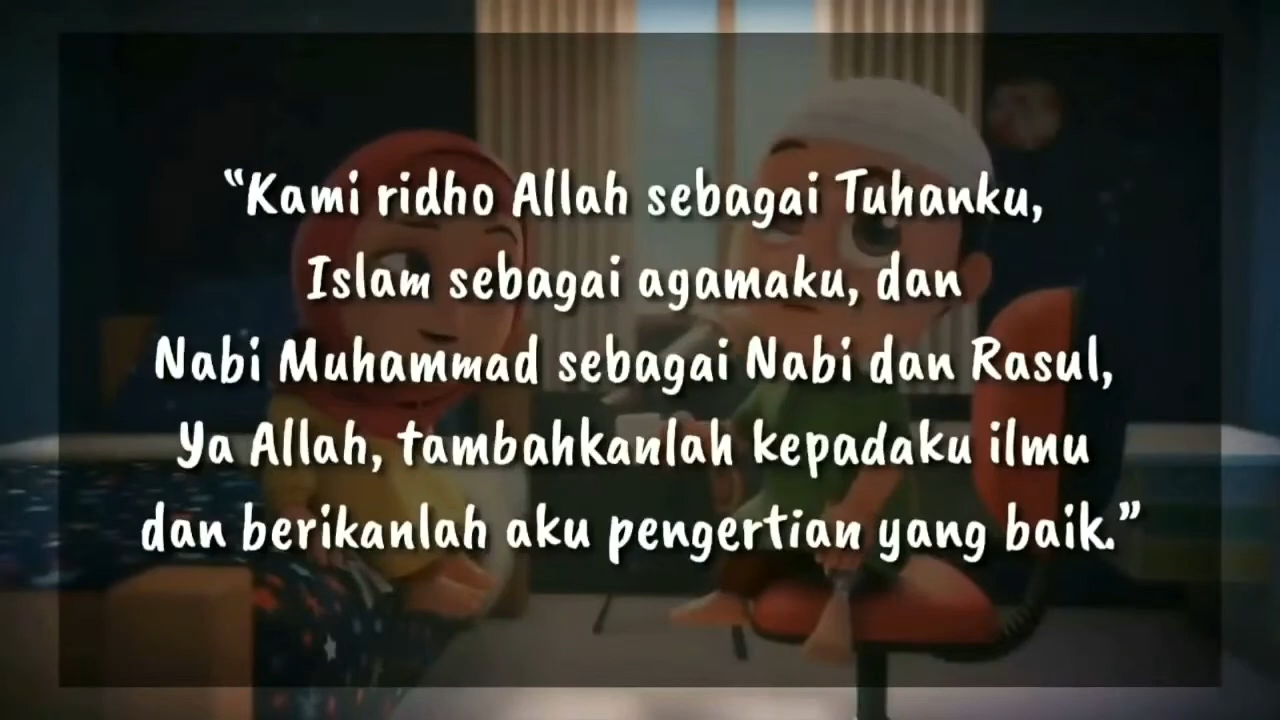 “Kami ridho Allah sebagai Tuhanku,
Islam sebagai agamaku, dan
Nabi Muhammad sebagai Nabi dan Rasul,
Ya Allah, tambahkanlah kepadaku ilmu
dan berikanlah aku pengertian yang baik.”